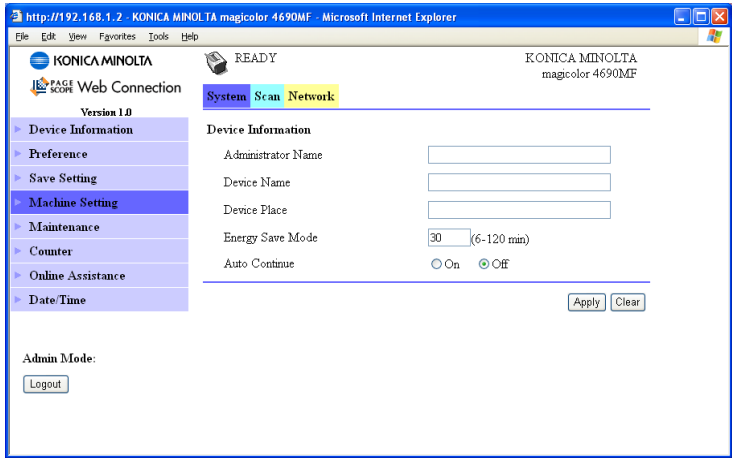 http://192.168.1.2 - KONICA MINOLTA magicolor 4690MF - Microsoft Internet Explorer
File Edit View Favorites Tools Help
KONICA MINOLTA
PAGE SCOPE Web Connection
Version 1.0
READY
KONICA MINOLTA
magicolor 4690MF
System Scan Network
Device Information
Preference
Save Setting
Machine Setting
Maintenance
Counter
Online Assistance
Date/Time
Admin Mode:
Logout
Device Information
Administrator Name
Device Name
Device Place
Energy Save Mode 30 (6-120 min)
Auto Continue On Off
Apply Clear